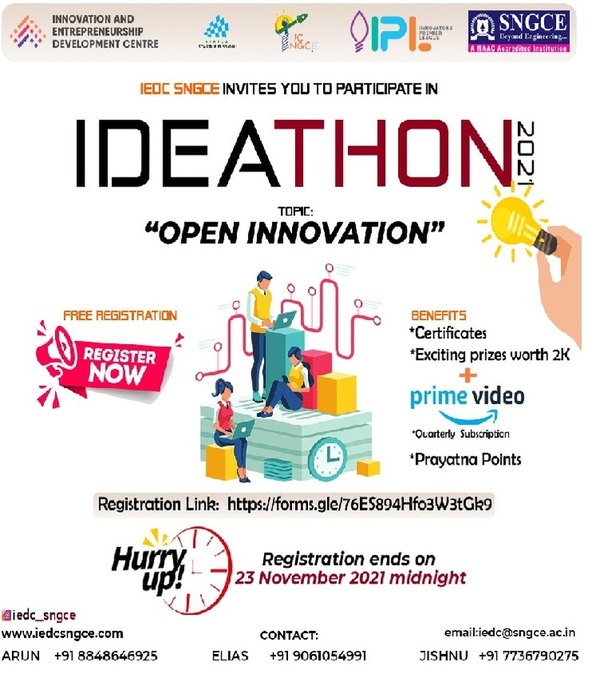 INNOVATION AND
ENTREPRENEURSHIP
DEVELOPMENT CENTRE
IC
SNGCE
IPL
INNOVATORS
PREMIER
LEAGUE
SNGCE
Beyond Engineering...
A NAAC Accredited Institution
IEDC SNGCE INVITES YOU TO PARTICIPATE IN
IDEATHON
2021
TOPIC:
“OPEN INNOVATION”
FREE REGISTRATION
REGISTER
NOW
BENEFITS
*Certificates
*Exciting prizes worth 2K
+
prime video
*Quarterly Subscription
*Prayatna Points
Registration Link: https://forms.gle/76ES894Hfo3W3tGk9
Hurry
up!
Registration ends on
23 November 2021 midnight
iedc_sngce
www.iedcsngce.com
CONTACT:
email:iedc@sngce.ac.in
ARUN +91 8848646925
ELIAS +91 9061054991
JISHNU +91 7736790275